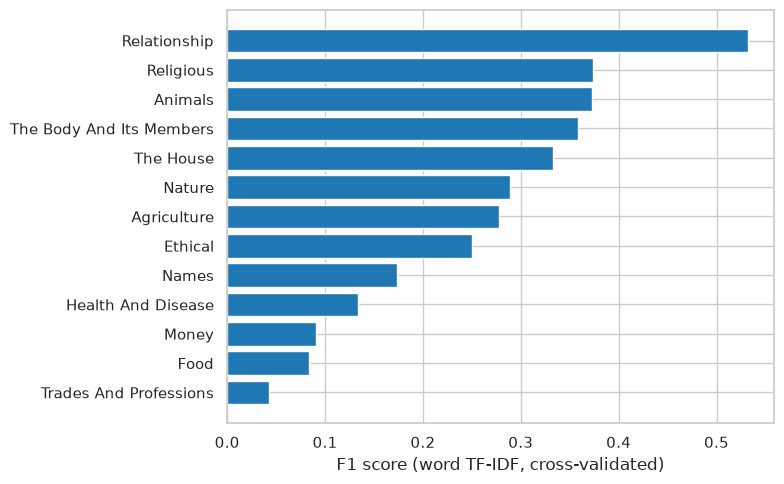 Relationship
Religious
Animals
The Body And Its Members
The House
Nature
Agriculture
Ethical
Names
Health And Disease
Money
Food
Trades And Professions
0.0 0.1 0.2 0.3 0.4 0.5
F1 score (word TF-IDF, cross-validated)